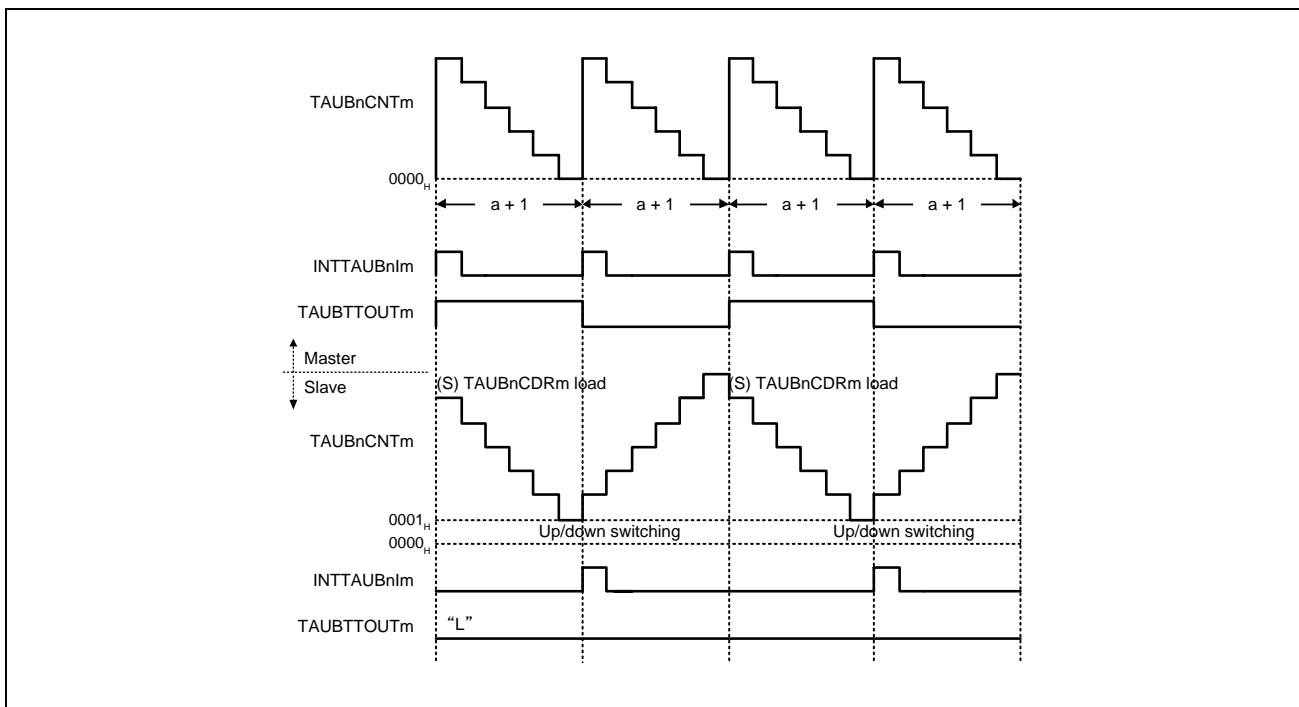 TAUBnCNTm
0000H
a + 1 a + 1 a + 1 a + 1
INTTAUBnIm
TAUBTTOUTm
Master
Slave
(S) TAUBnCDRm load (S) TAUBnCDRm load
TAUBnCNTm
0001H
Up/down switching Up/down switching
0000H
INTTAUBnIm
TAUBTTOUTm
“L”